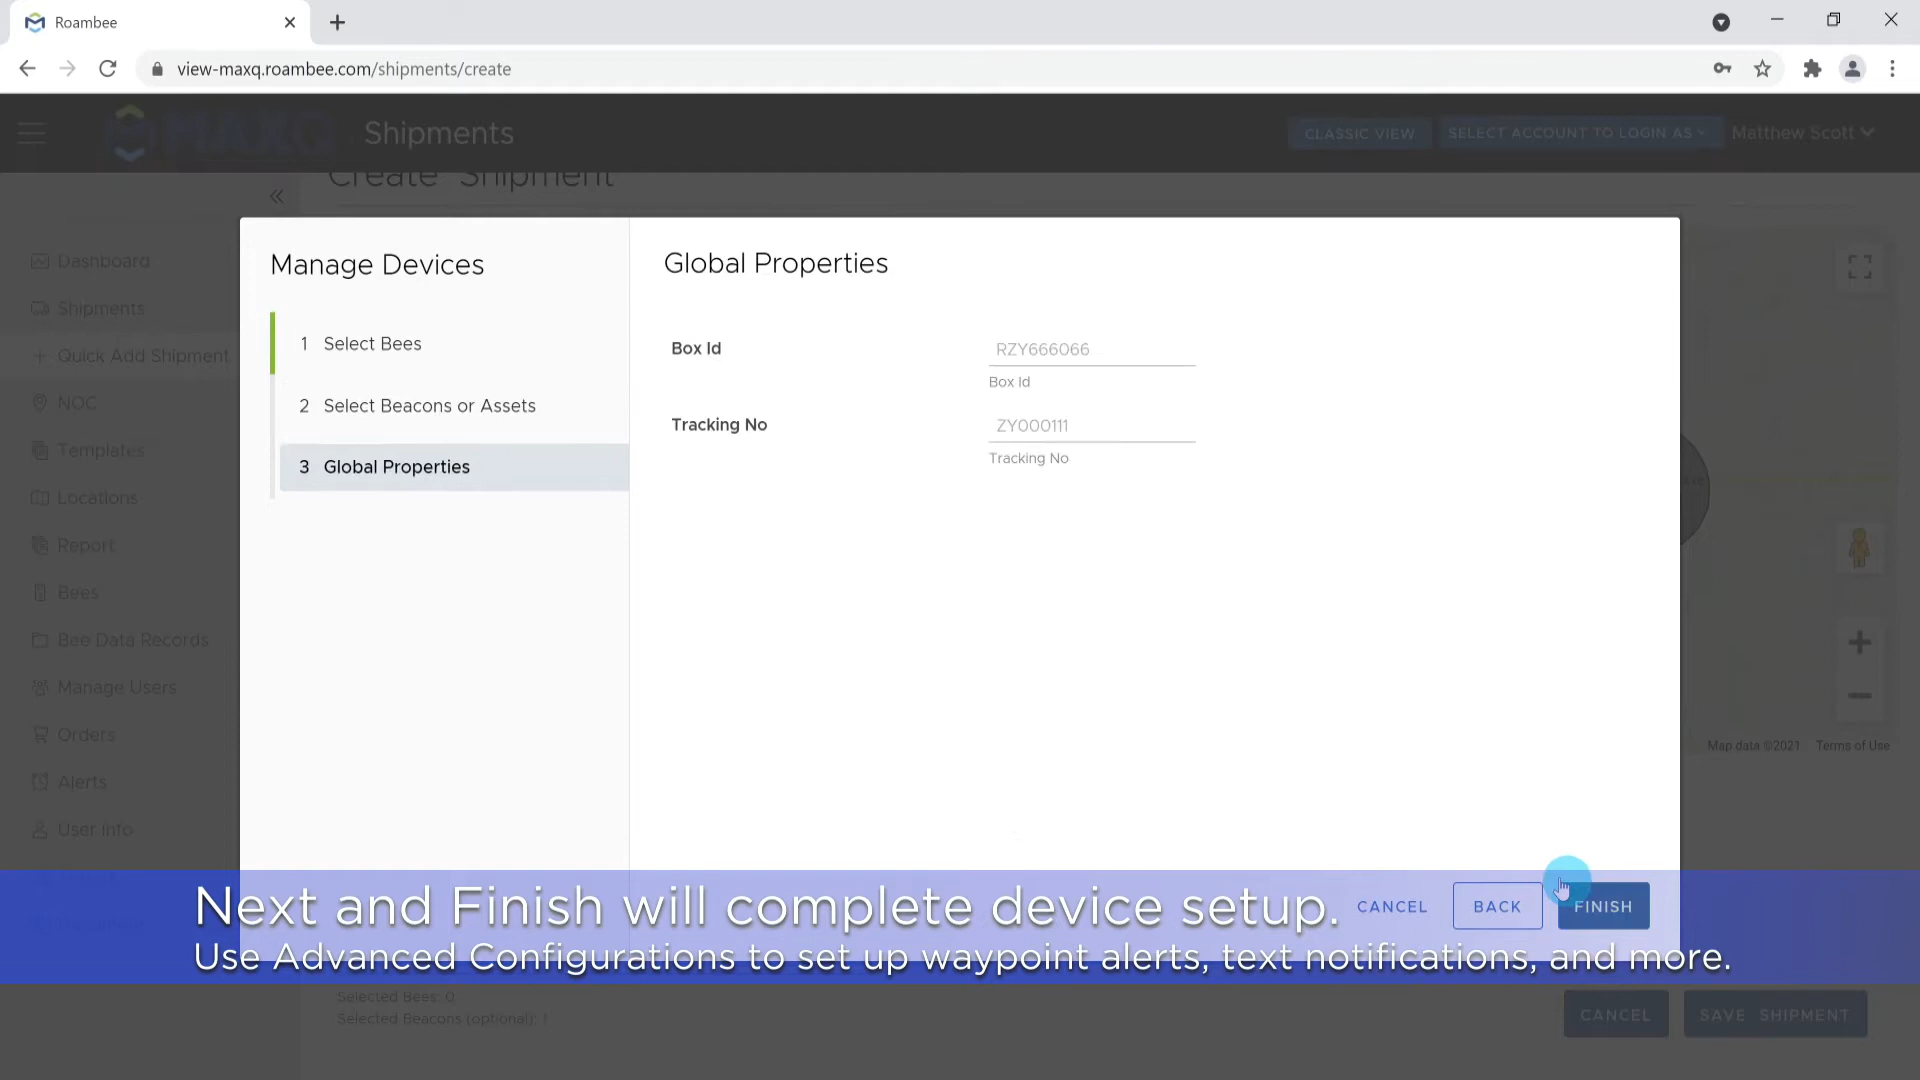 Roambee
view-maxq.roambee.com/shipments/create
MAXQ
Shipments
CLASSIC VIEW
SELECT ACCOUNT TO LOGIN AS
Matthew Scott
Create Shipment
Dashboard
Shipments
Quick Add Shipment
NOC
Templates
Locations
Report
Bees
Bee Data Records
Manage Users
Orders
Alerts
User Info
Manage Devices
1 Select Bees
2 Select Beacons or Assets
3 Global Properties
Global Properties
Box Id
RZY666066
Box Id
Tracking No
ZY000111
Tracking No
Map data ©2021
Terms of Use
Next and Finish will complete device setup.
CANCEL
BACK
FINISH
Use Advanced Configurations to set up waypoint alerts, text notifications, and more.
Selected Bees: 0
Selected Beacons (optional): 1
CANCEL
SAVE SHIPMENT